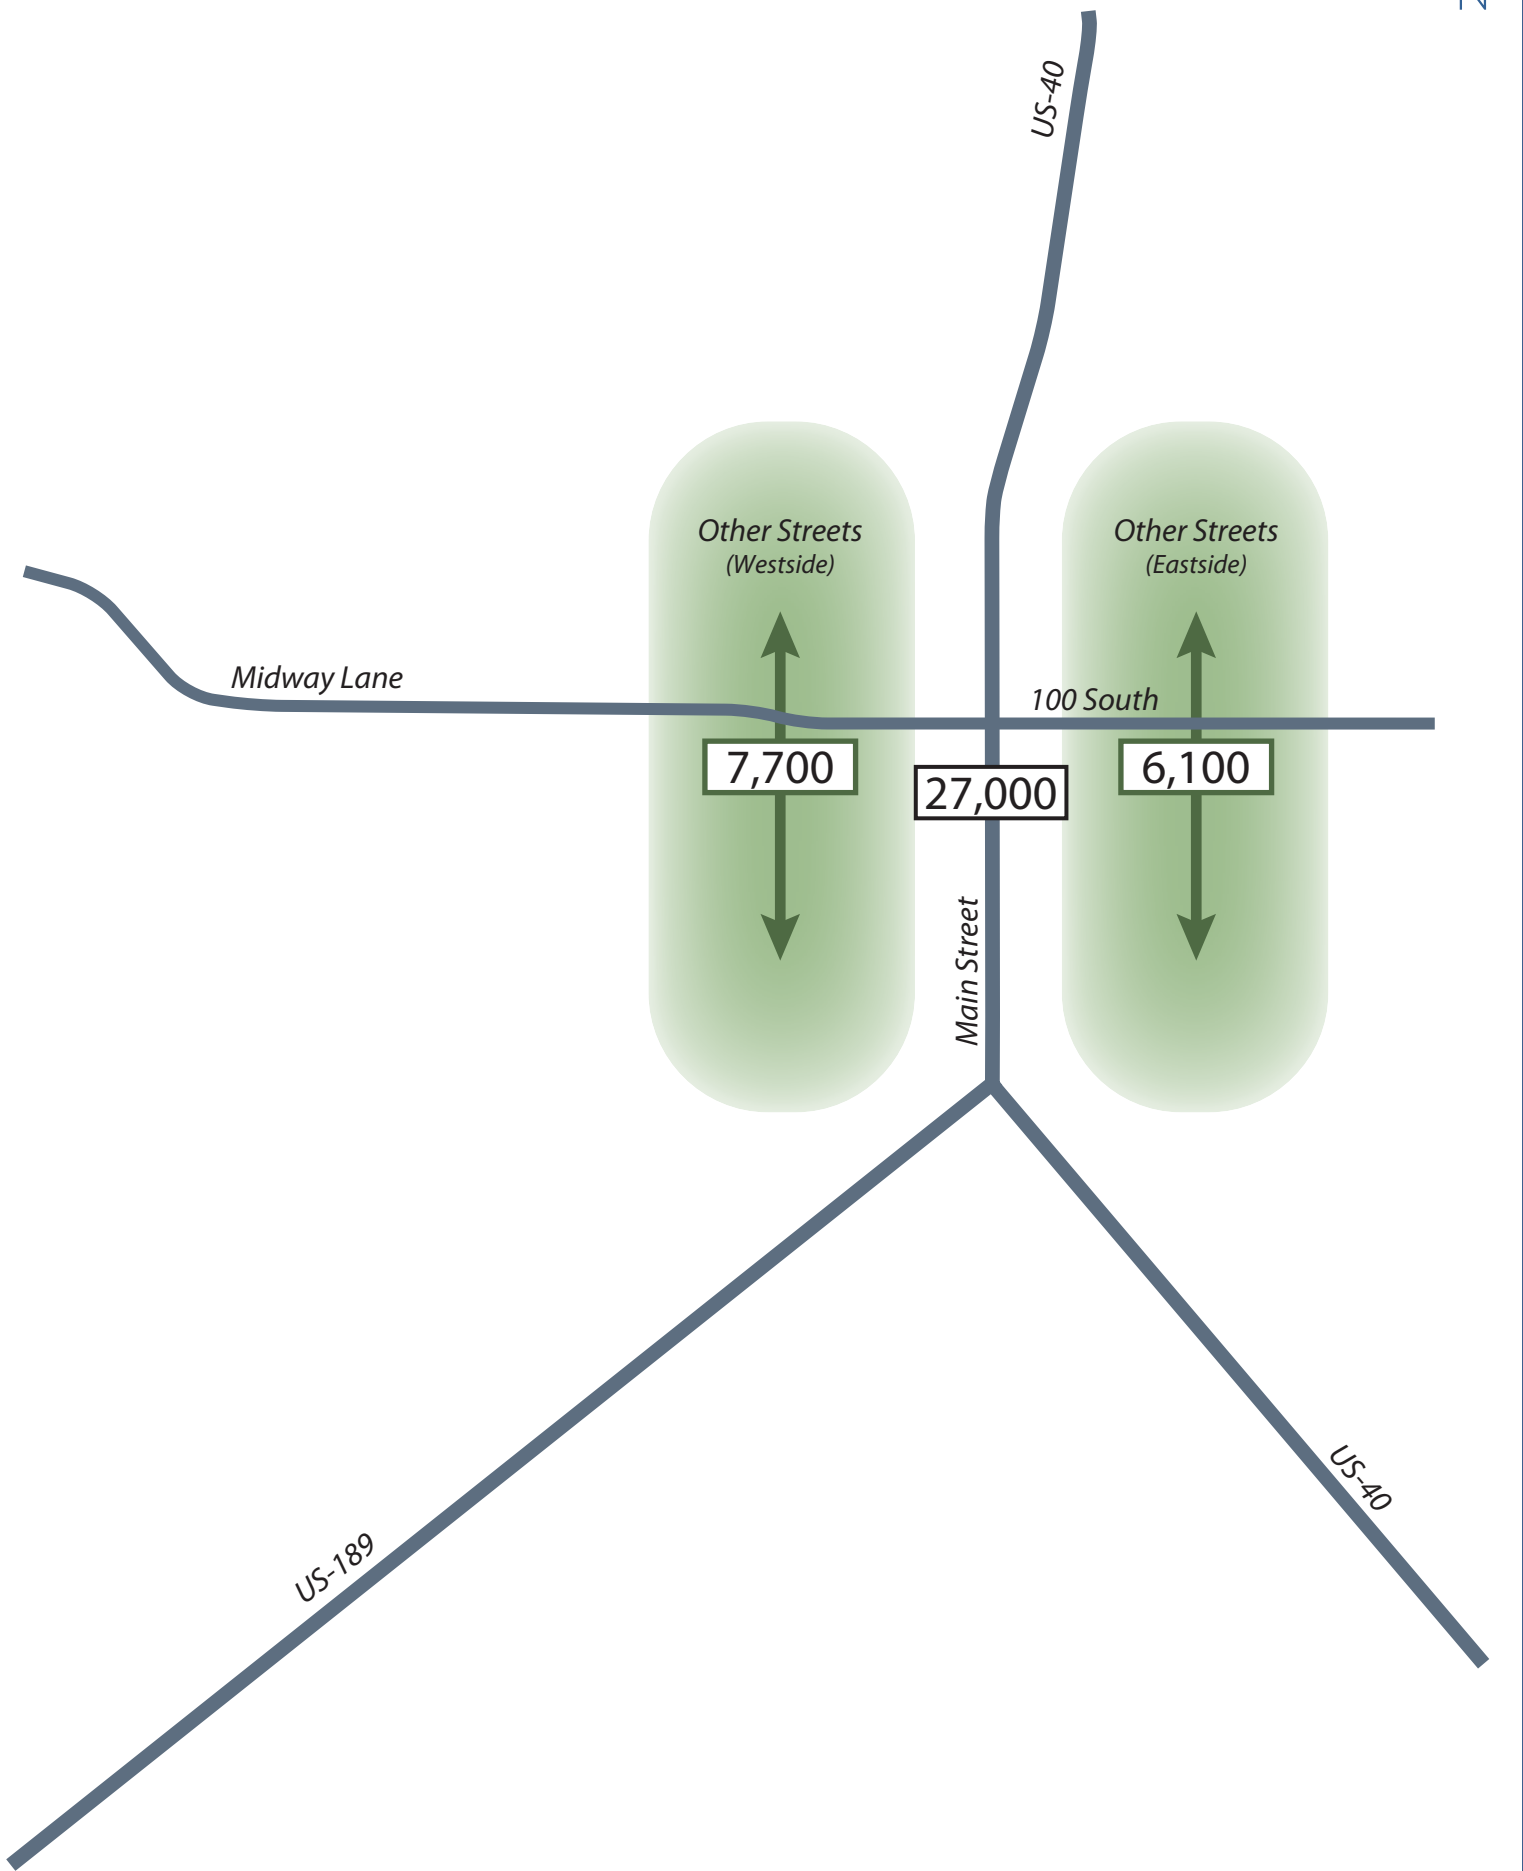 US-40
Other Streets
(Westside)
Other Streets
(Eastside)
Midway Lane
100 South
7,700
27,000
6,100
Main Street
US-40
US-189